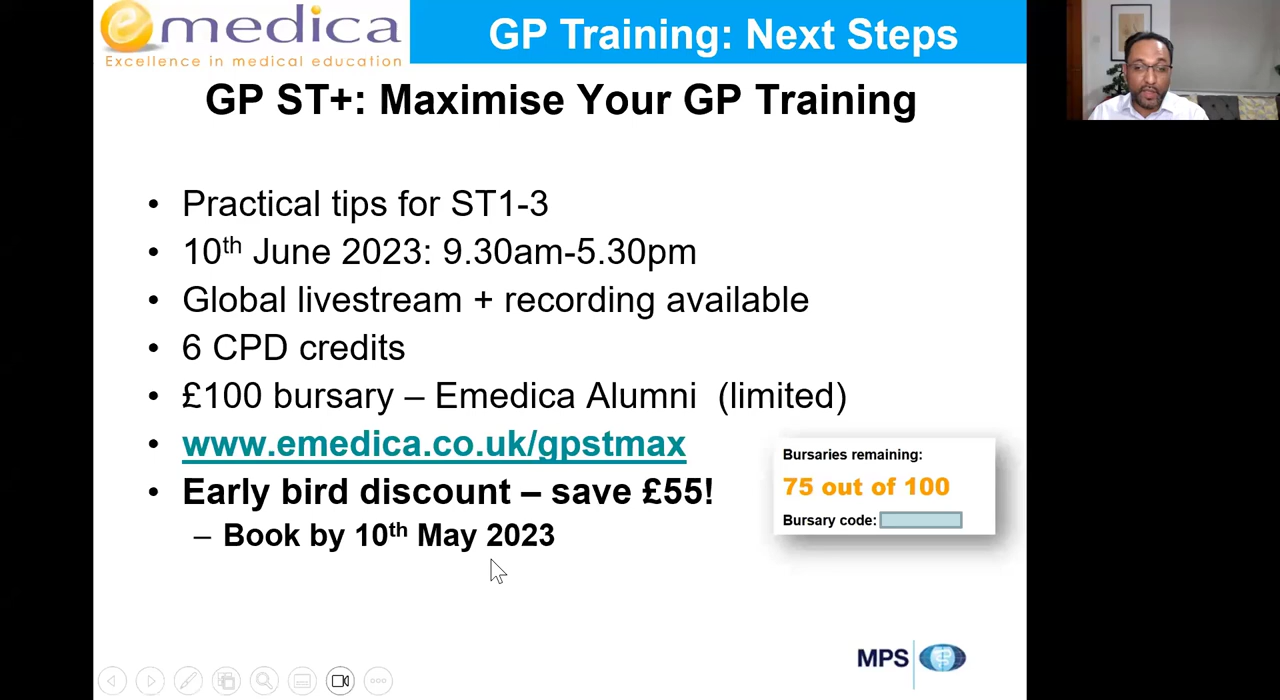 emedica
Excellence in medical education
GP Training: Next Steps
GP ST+: Maximise Your GP Training
• Practical tips for ST1-3
• 10th June 2023: 9.30am-5.30pm
• Global livestream + recording available
• 6 CPD credits
• £100 bursary – Emedica Alumni (limited)
• www.emedica.co.uk/gpstmax
• Early bird discount – save £55!
– Book by 10th May 2023
Bursaries remaining:
75 out of 100
Bursary code:
MPS